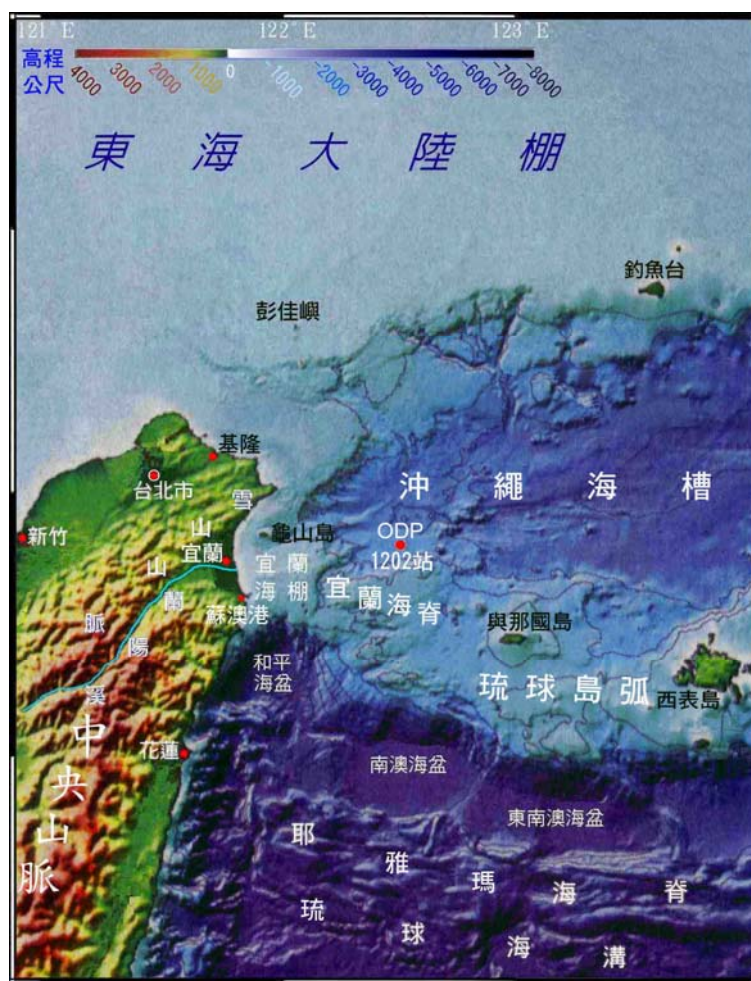 121°E 122°E 123°E
高程
公尺
4000 3000 2000 1000 0 -1000 -2000 -3000 -4000 -5000 -6000 -7000 -8000
東海大陸棚
釣魚台
彭佳嶼
基隆
台北市
沖繩海槽
雪山山脈
新竹
龜山島
ODP
1202站
宜蘭
宜蘭
海棚
宜蘭海脊
蘭陽溪
蘇澳港
與那國島
和平
海盆
琉球島弧
西表島
中央山脈
花蓮
南澳海盆
東南澳海盆
耶雅瑪海脊
琉球海溝